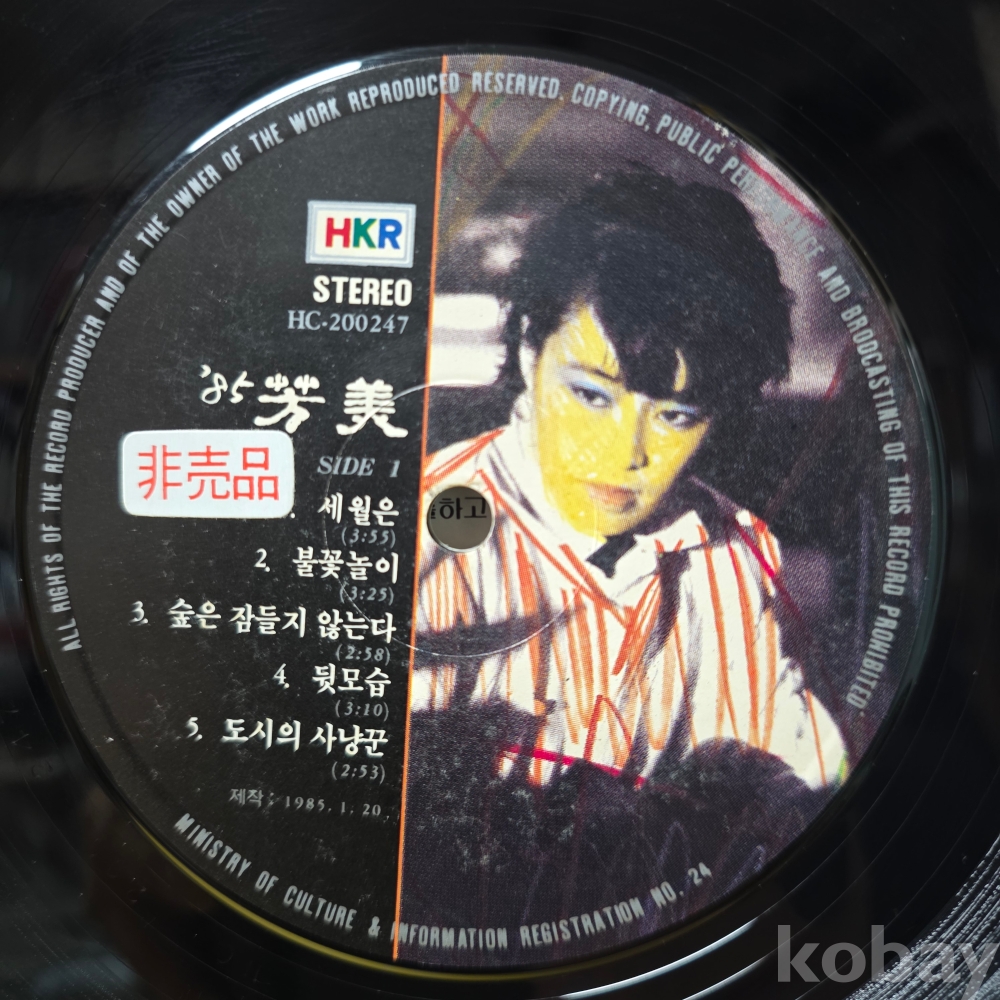 ALL RIGHTS OF THE RECORD PRODUCER AND OF THE OWNER OF THE WORK REPRODUCED RESERVED. COPYING, PUBLIC PERFORMANCE AND BRODCASTING OF THIS RECORD PROHIBITED.
HKR
STEREO
HC-200247
'85 芳美
非売品
SIDE 1
세월은
(3:55)
2. 불꽃놀이
(3:25)
3. 숲은 잠들지 않는다
(2:58)
4. 뒷모습
(3:10)
5. 도시의 사냥꾼
(2:53)
제작: 1985. 1. 20.
하고
MINISTRY OF CULTURE & INFORMATION REGISTRATION NO. 24
kobay